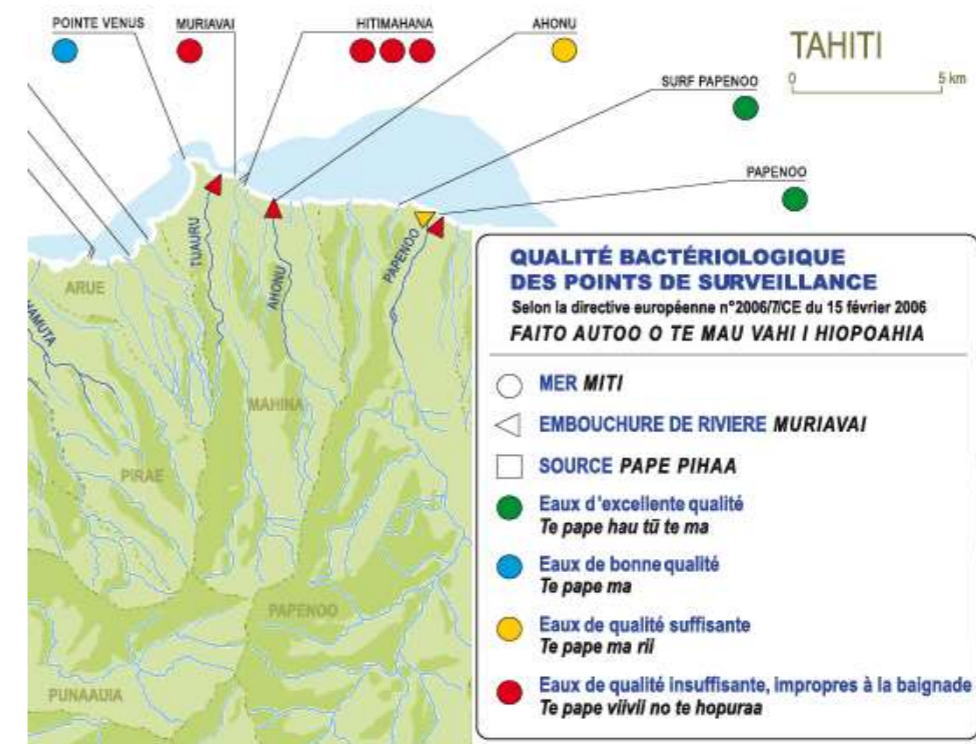 POINTE VENUS
MURIAVAI
HITIMAHANA
AHONU
TAHITI
0 5 km
SURF PAPENOO
PAPENOO
TUAURU
AHONU
PAPENOO
ARUE
HAMUTA
MAHINA
PIRAE
PAPENOO
PUNAAUIA
QUALITÉ BACTÉRIOLOGIQUE
DES POINTS DE SURVEILLANCE
Selon la directive européenne n°2006/7/CE du 15 février 2006
FAITO AUTOO O TE MAU VAHI I HIOPOAHIA
MER MITI
EMBOUCHURE DE RIVIERE MURIAVAI
SOURCE PAPE PIHAA
Eaux d'excellente qualité
Te pape hau tū te ma
Eaux de bonne qualité
Te pape ma
Eaux de qualité suffisante
Te pape ma rii
Eaux de qualité insuffisante, impropres à la baignade
Te pape viivii no te hopuraa